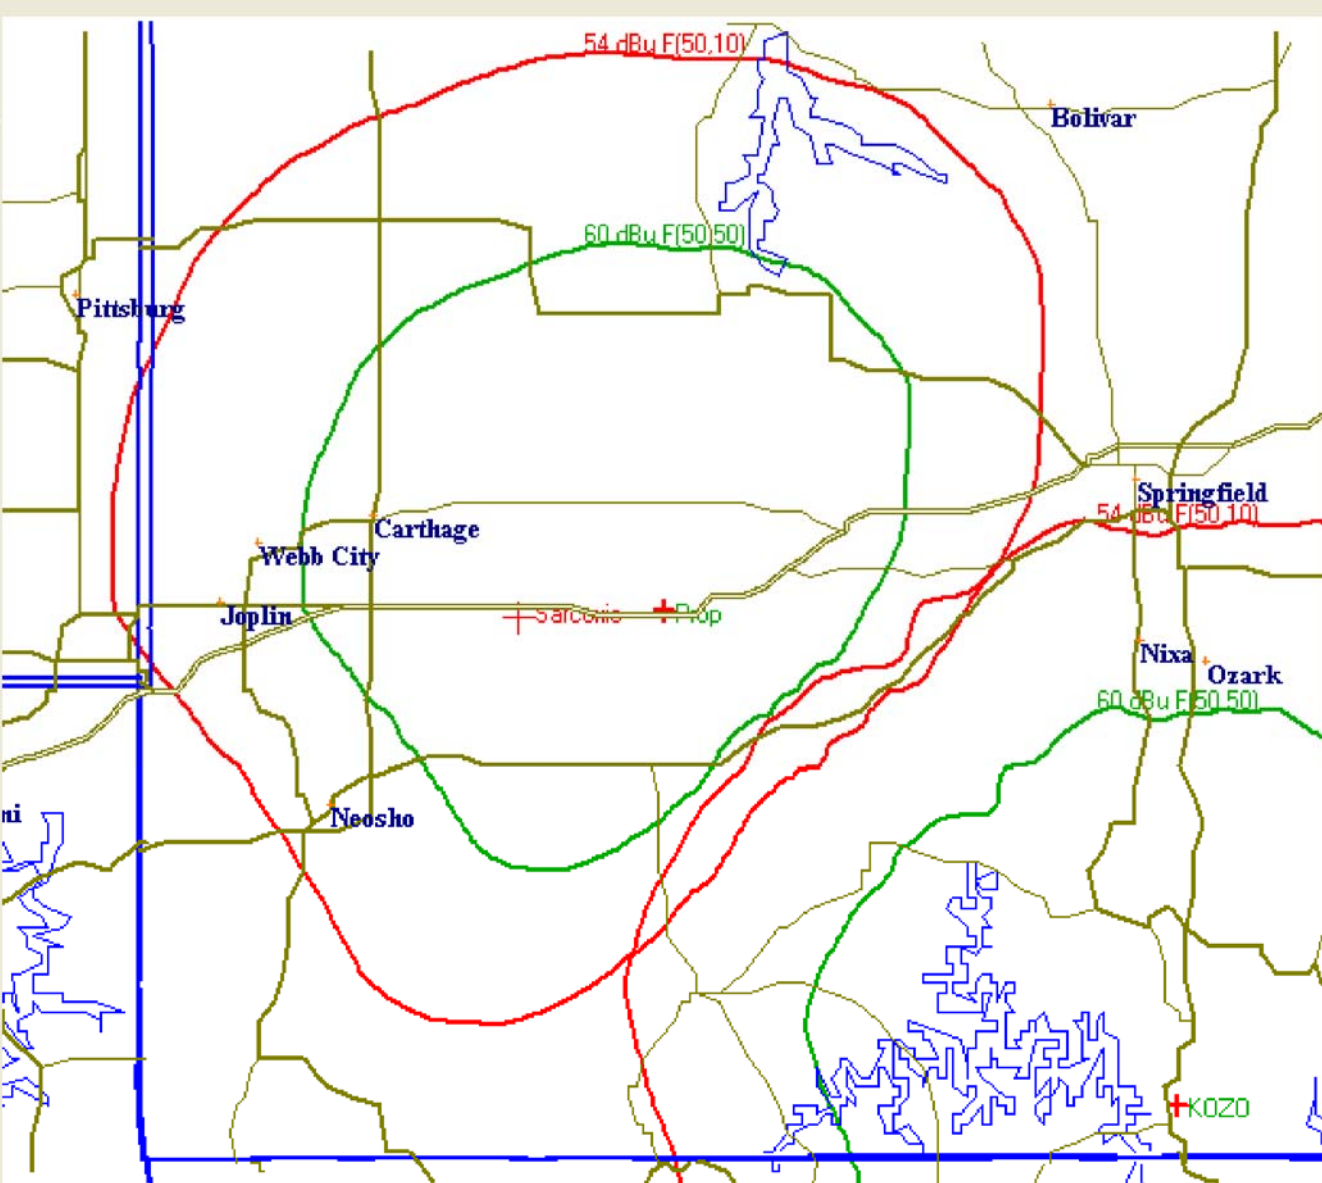 54 dBu F(50,10)
Bolivar
60 dBu F(50,50)
Pittsburg
Springfield
54 dBu F(50,10)
Carthage
Webb City
Joplin
Sarcoxie
Prop
Nixa
Ozark
60 dBu F(50,50)
Neosho
KOZO